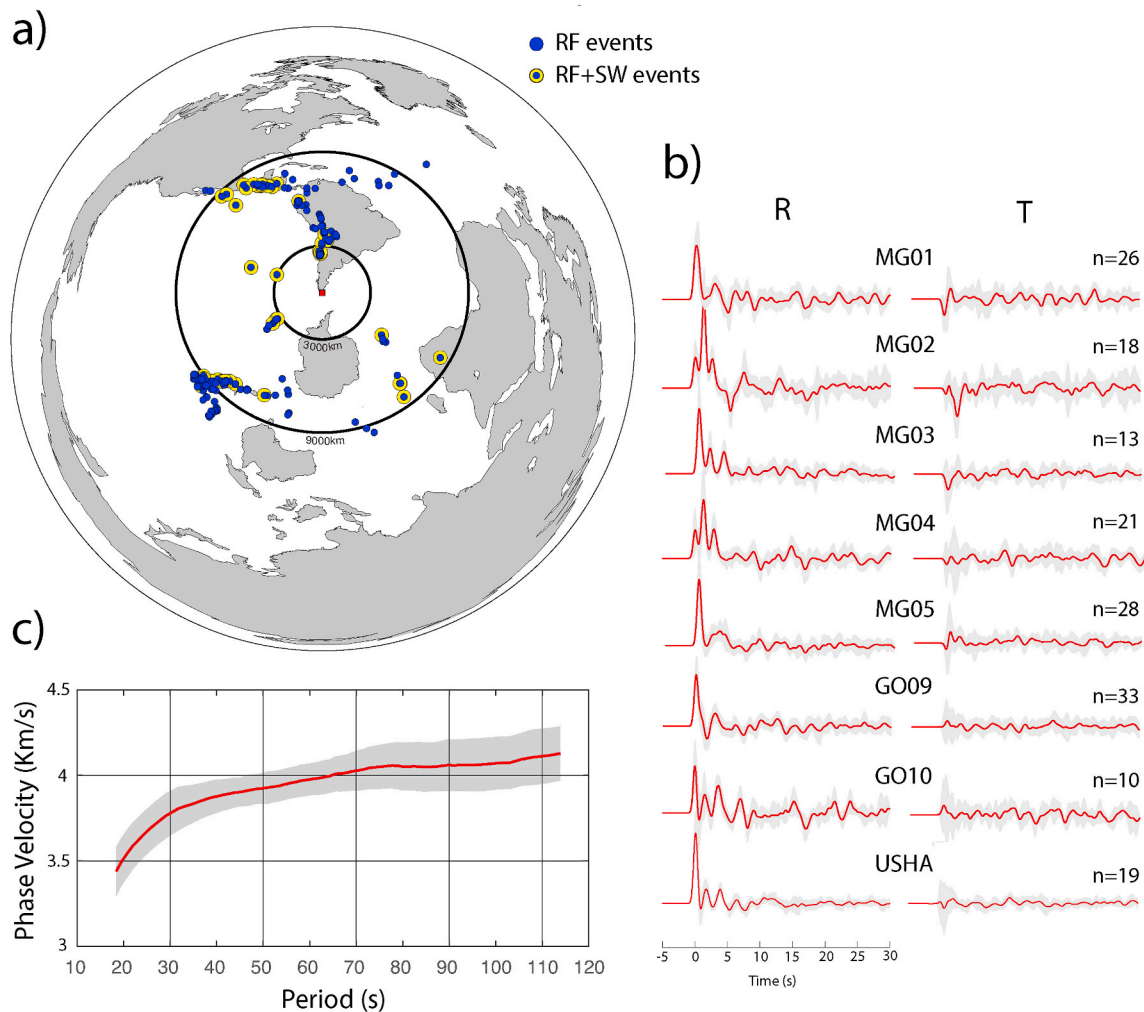 a)
RF events
RF+SW events
3000km
9000km
b)
R
T
MG01
n=26
MG02
n=18
MG03
n=13
MG04
n=21
MG05
n=28
GO09
n=33
GO10
n=10
USHA
n=19
-5 0 5 10 15 20 25 30
Time (s)
c)
4.5
4
3.5
3
Phase Velocity (Km/s)
10 20 30 40 50 60 70 80 90 100 110 120
Period (s)